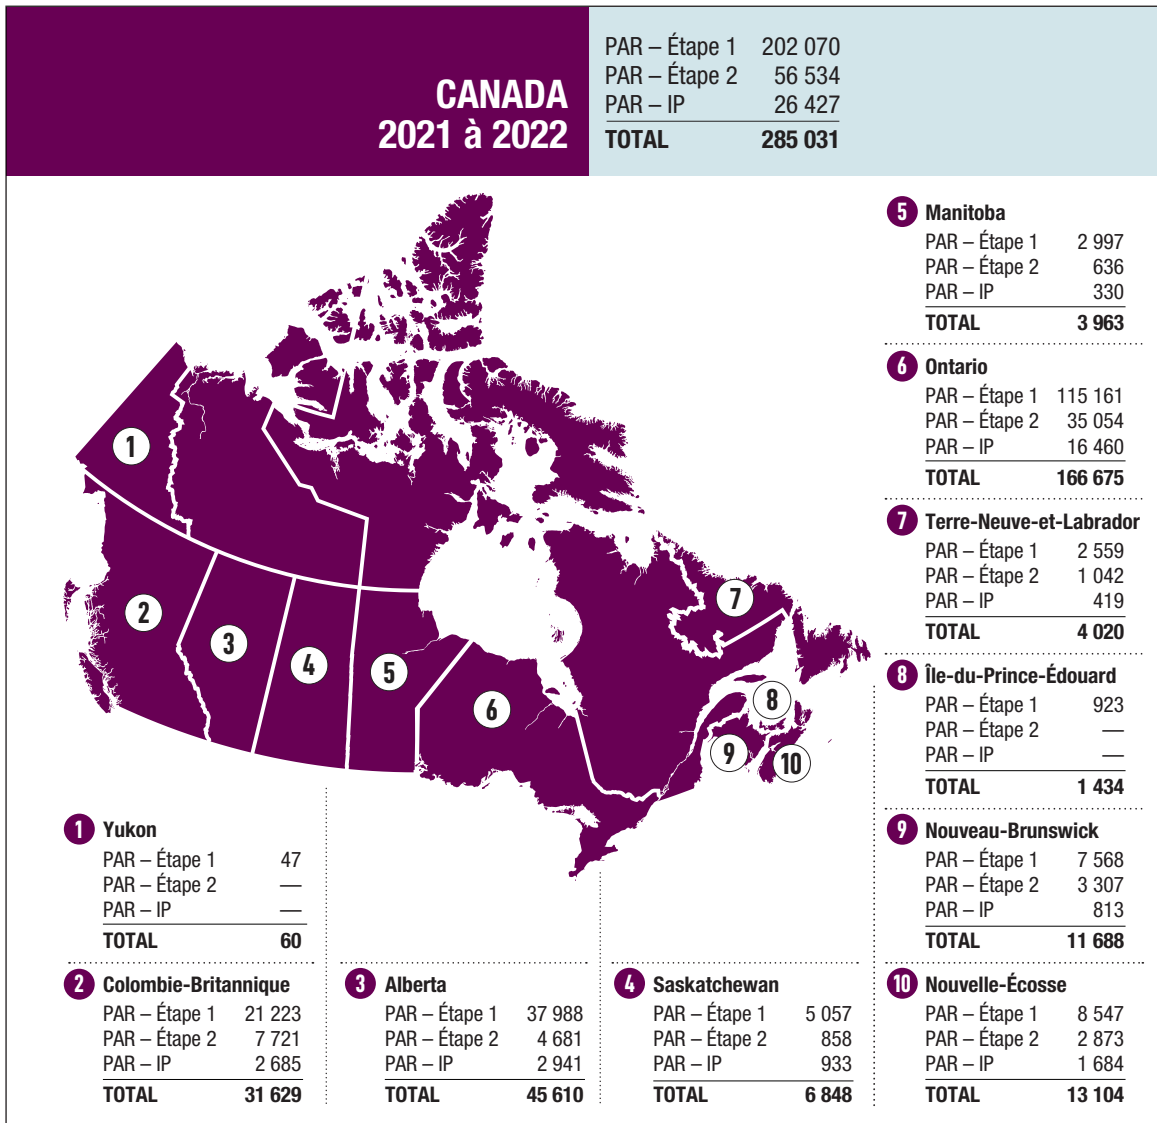 CANADA
2021 à 2022
PAR – Étape 1 202 070
PAR – Étape 2 56 534
PAR – IP 26 427
TOTAL 285 031
1 Yukon
PAR – Étape 1 47
PAR – Étape 2 —
PAR – IP —
TOTAL 60
2 Colombie-Britannique
PAR – Étape 1 21 223
PAR – Étape 2 7 721
PAR – IP 2 685
TOTAL 31 629
3 Alberta
PAR – Étape 1 37 988
PAR – Étape 2 4 681
PAR – IP 2 941
TOTAL 45 610
4 Saskatchewan
PAR – Étape 1 5 057
PAR – Étape 2 858
PAR – IP 933
TOTAL 6 848
5 Manitoba
PAR – Étape 1 2 997
PAR – Étape 2 636
PAR – IP 330
TOTAL 3 963
6 Ontario
PAR – Étape 1 115 161
PAR – Étape 2 35 054
PAR – IP 16 460
TOTAL 166 675
7 Terre-Neuve-et-Labrador
PAR – Étape 1 2 559
PAR – Étape 2 1 042
PAR – IP 419
TOTAL 4 020
8 Île-du-Prince-Édouard
PAR – Étape 1 923
PAR – Étape 2 —
PAR – IP —
TOTAL 1 434
9 Nouveau-Brunswick
PAR – Étape 1 7 568
PAR – Étape 2 3 307
PAR – IP 813
TOTAL 11 688
10 Nouvelle-Écosse
PAR – Étape 1 8 547
PAR – Étape 2 2 873
PAR – IP 1 684
TOTAL 13 104
1
2
3
4
5
6
7
8
9
10